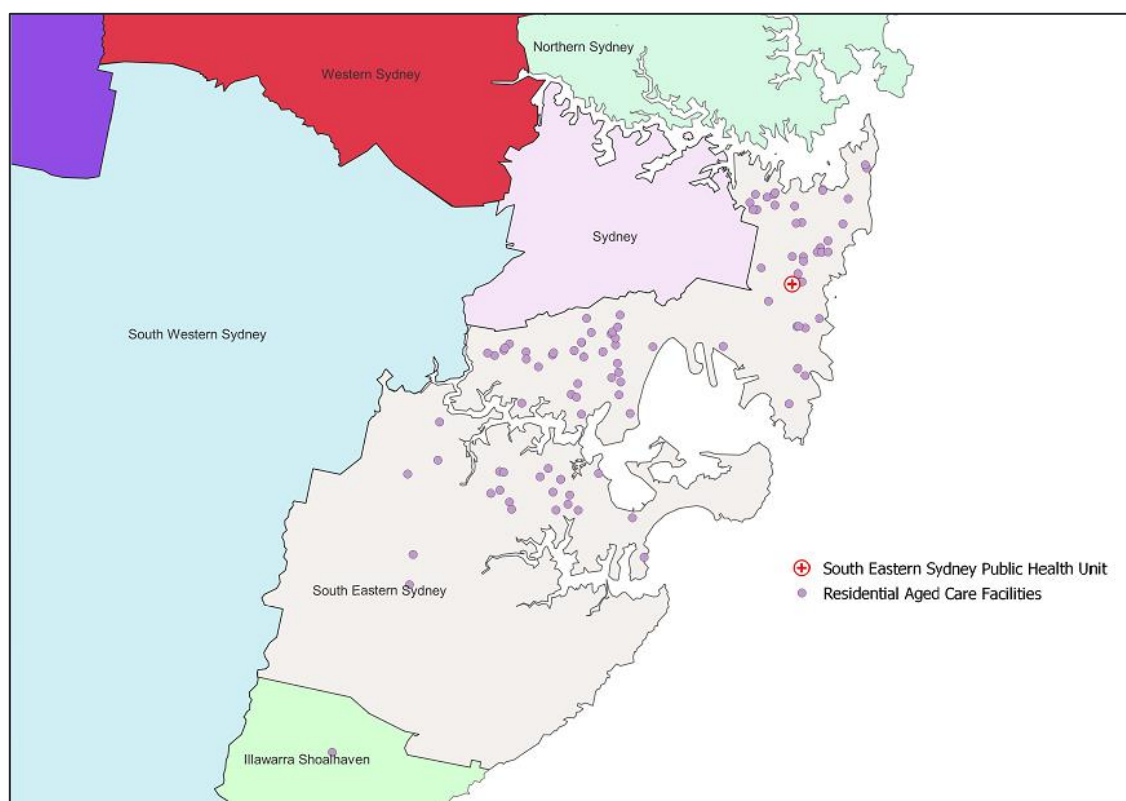 Northern Sydney
Western Sydney
Sydney
South Western Sydney
South Eastern Sydney Public Health Unit
Residential Aged Care Facilities
South Eastern Sydney
Illawarra Shoalhaven